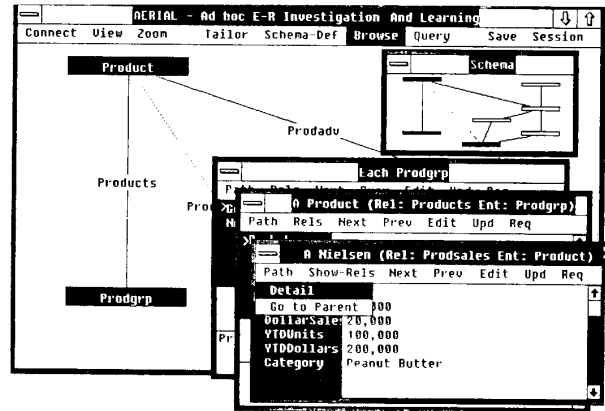 AERIAL - Ad hoc E-R Investigation And Learning
Connect View Zoom Tailor Schema-Def Browse Query Save Session
Product
Schema
Prodadv
Products
Each Prodgrp
A Product (Rel: Products Ent: Prodgrp)
Path Rels Next Prev Edit Upd Req
A Nielsen (Rel: Prodsales Ent: Product)
Path Show-Rels Next Prev Edit Upd Req
Detail
Go to Parent
Prodgrp
DollarSale 20,000
YTDUnits 100,000
YTDDollars 200,000
Category Peanut Butter